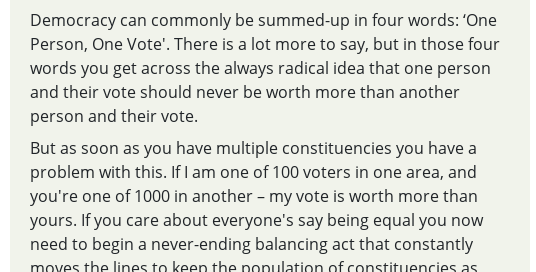 Democracy can commonly be summed-up in four words: ‘One
Person, One Vote'. There is a lot more to say, but in those four
words you get across the always radical idea that one person
and their vote should never be worth more than another
person and their vote.
But as soon as you have multiple constituencies you have a
problem with this. If I am one of 100 voters in one area, and
you're one of 1000 in another – my vote is worth more than
yours. If you care about everyone's say being equal you now
need to begin a never-ending balancing act that constantly
moves the lines to keep the population of constituencies as